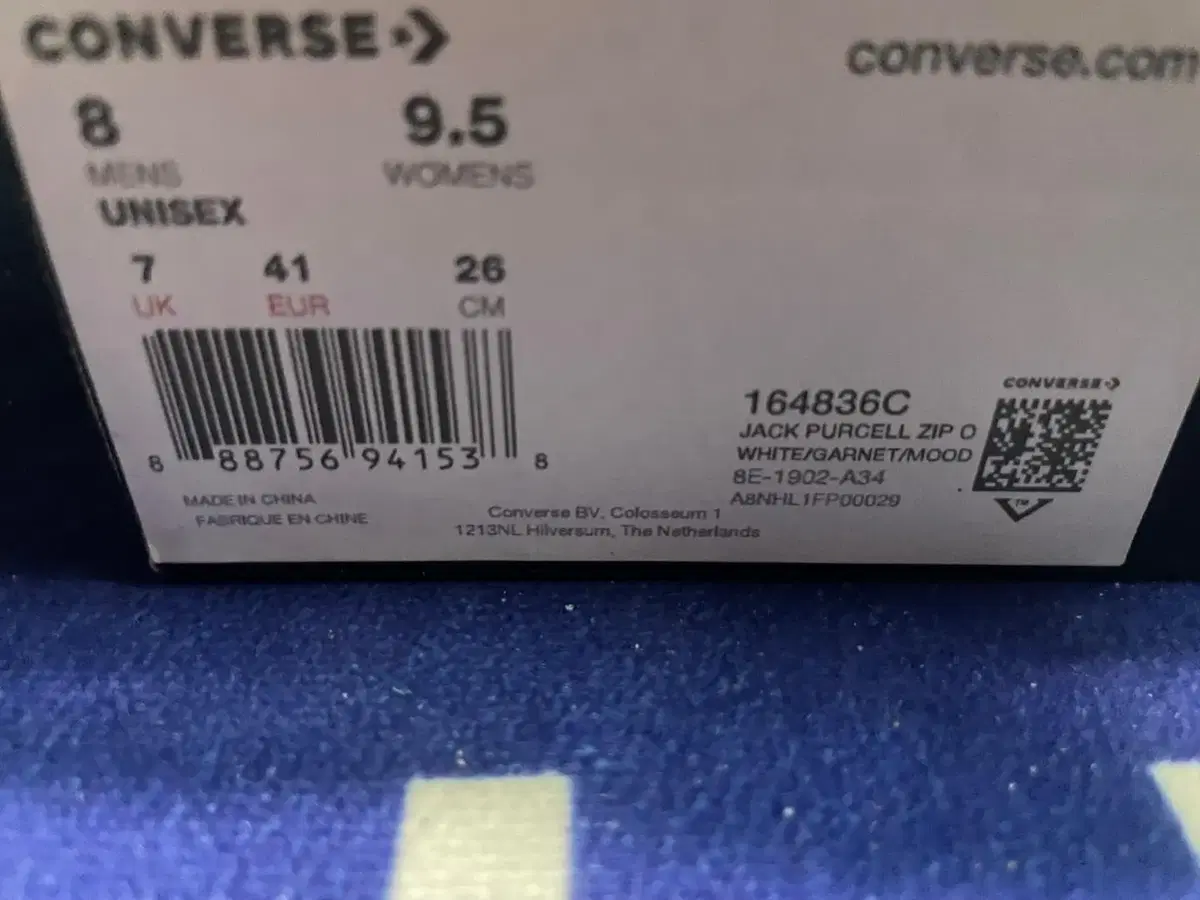 CONVERSE
converse.com
8 9.5
MENS WOMENS
UNISEX
7 41 26
UK EUR CM
8 88756 94153 8
MADE IN CHINA
FABRIQUE EN CHINE
Converse BV, Colosseum 1
1213NL Hilversum, The Netherlands
CONVERSE
164836C
JACK PURCELL ZIP O
WHITE/GARNET/MOOD
8E-1902-A34
A8NHL1FP00029
TM